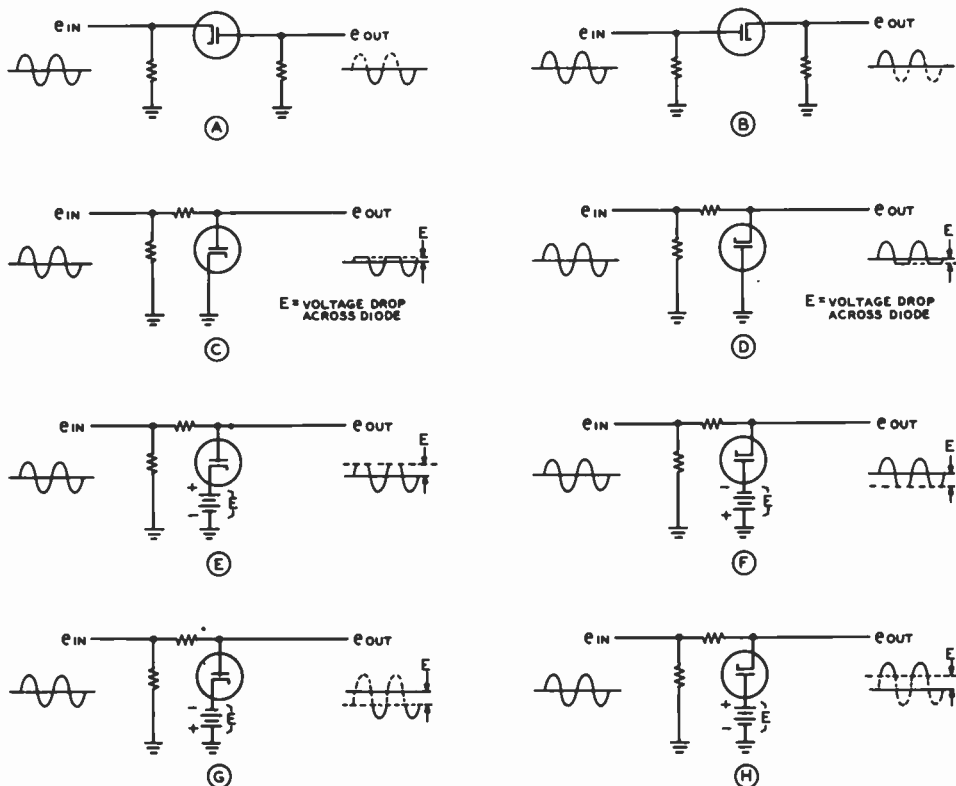 e IN
e OUT
A
e IN
e OUT
B
e IN
e OUT
E
E = VOLTAGE DROP
ACROSS DIODE
C
e IN
e OUT
E
E = VOLTAGE DROP
ACROSS DIODE
D
e IN
e OUT
E
+
-
E
E
e IN
e OUT
E
-
+
E
F
e IN
e OUT
E
-
+
E
G
e IN
e OUT
E
+
-
E
H